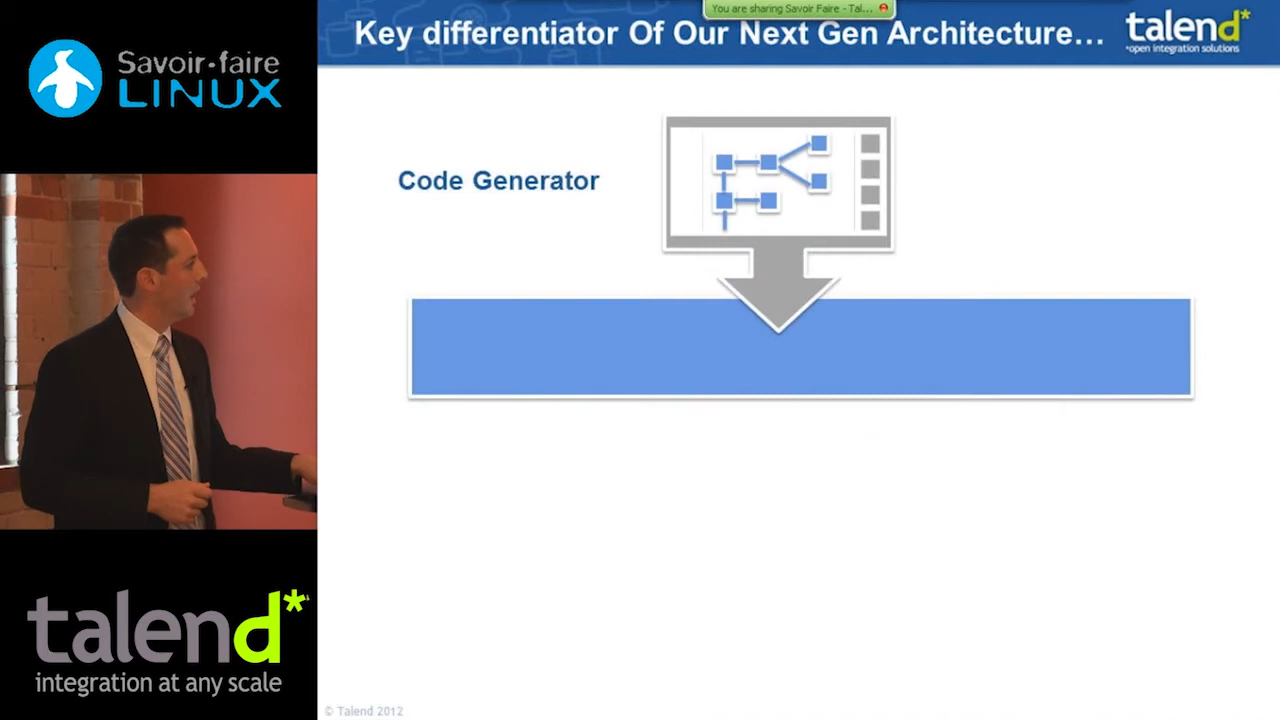 Savoir-faire
LINUX
talend*
integration at any scale
You are sharing Savoir Faire - Tal...
Key differentiator Of Our Next Gen Architecture…
talend*
*open integration solutions
Code Generator
© Talend 2012